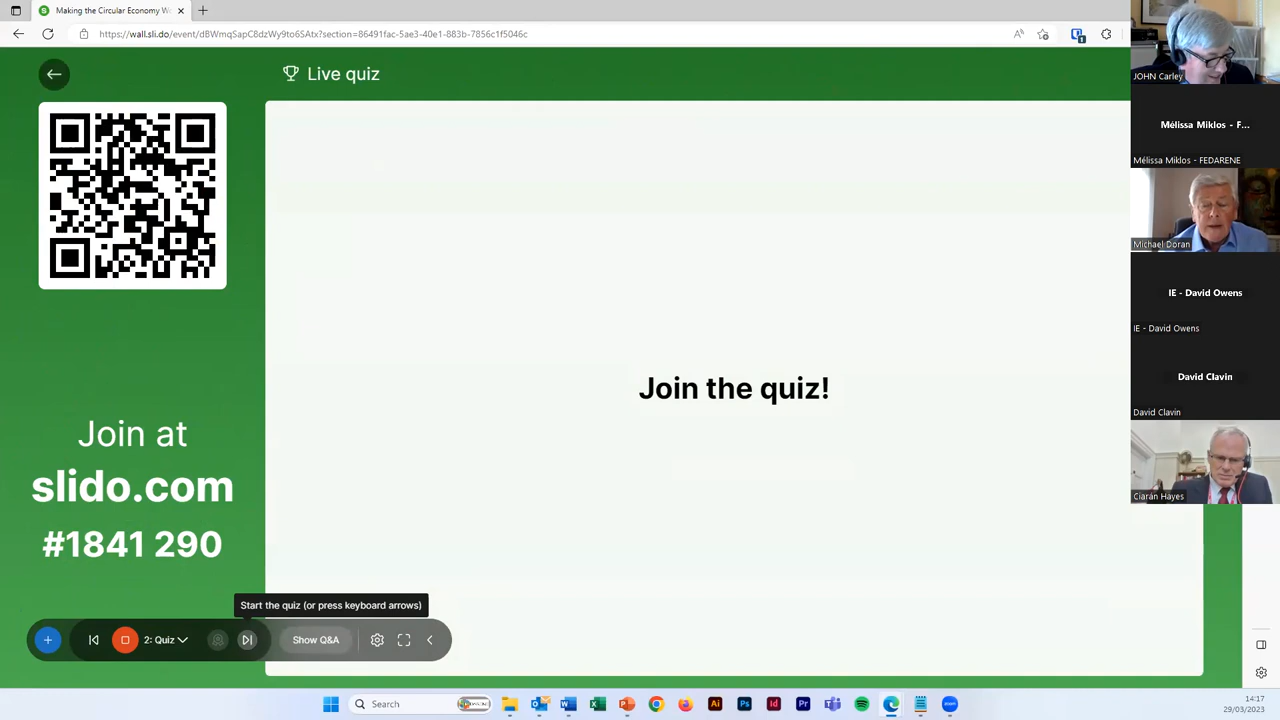 Making the Circular Economy W
https://wall.sli.do/event/dBWmqSapC8dzWy9to6SAtx?section=86491fac-5ae3-40e1-883b-7856c1f5046c
Live quiz
Join the quiz!
Join at
slido.com
#1841 290
Start the quiz (or press keyboard arrows)
2: Quiz
Show Q&A
JOHN Carley
Mélissa Miklos - F...
Mélissa Miklos - FEDARENE
Michael Doran
IE - David Owens
IE - David Owens
David Clavin
David Clavin
Ciarán Hayes
Search
14:17
29/03/2023